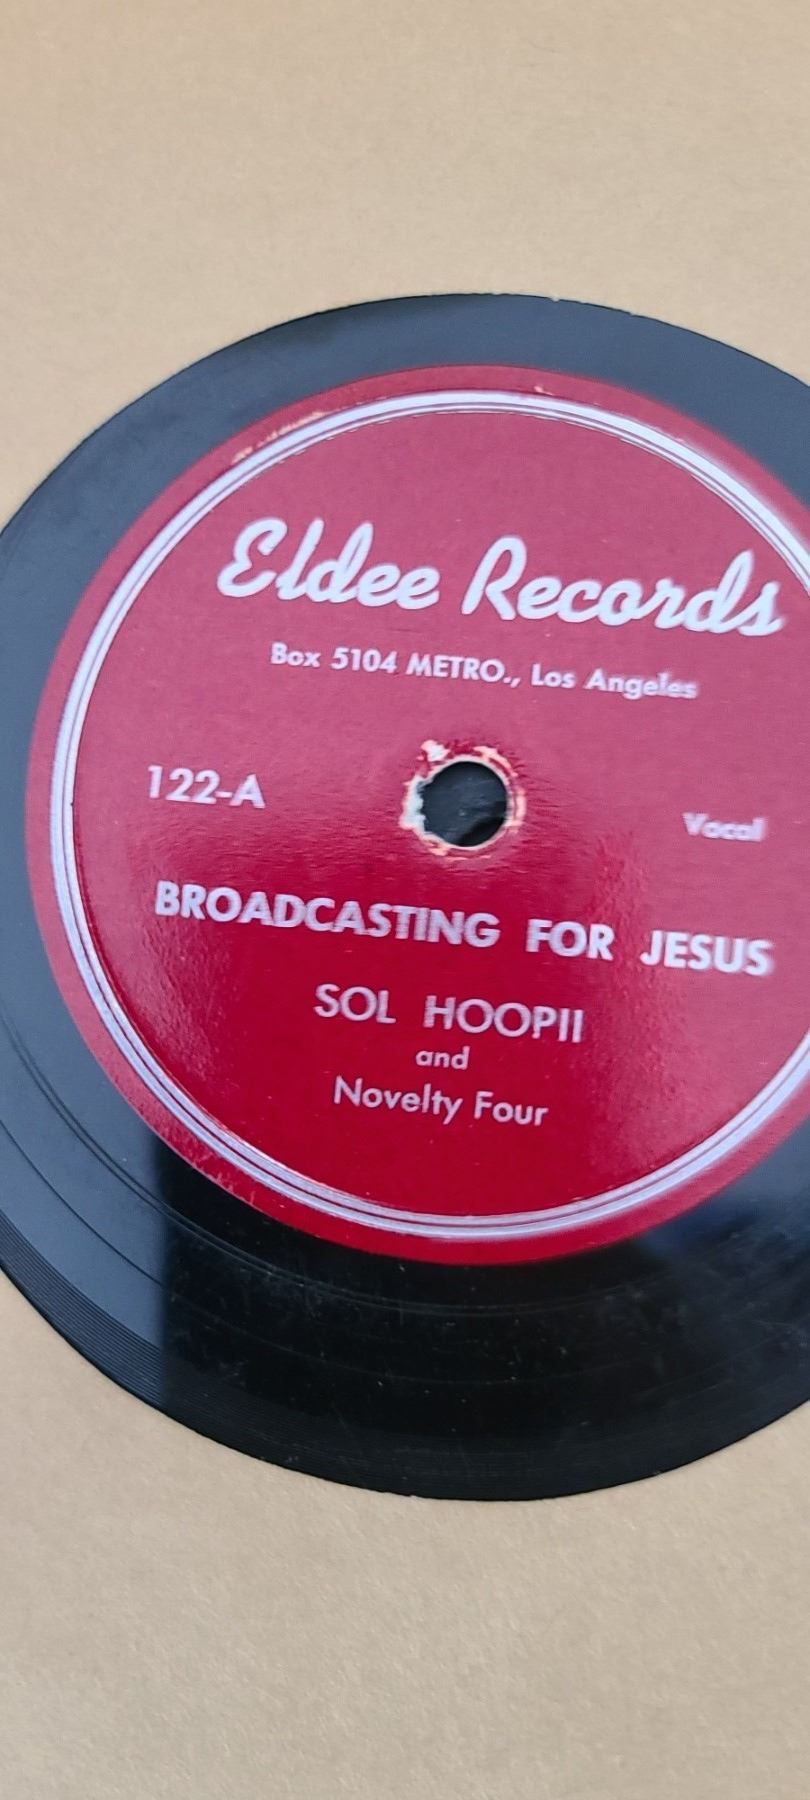 Eldee Records
Box 5104 METRO., Los Angeles
122-A
Vocal
BROADCASTING FOR JESUS
SOL HOOPII
and
Novelty Four